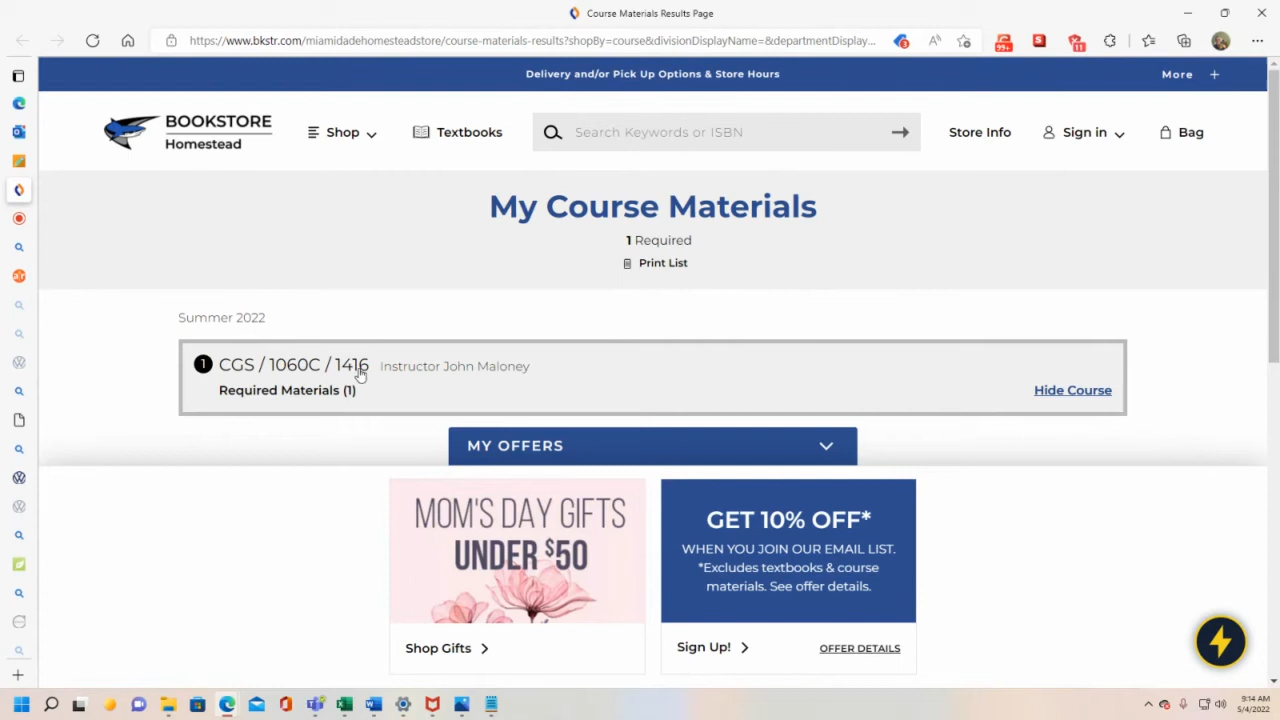 Course Materials Results Page
https://www.bkstr.com/miamidadehomesteadstore/course-materials-results?shopBy=course&divisionDisplayName=&departmentDisplay...
Delivery and/or Pick Up Options & Store Hours
More +
BOOKSTORE
Homestead
Shop
Textbooks
Search Keywords or ISBN
Store Info
Sign in
Bag
My Course Materials
1 Required
Print List
Summer 2022
1 CGS / 1060C / 1416 Instructor John Maloney
Required Materials (1)
Hide Course
MY OFFERS
MOM'S DAY GIFTS
UNDER $50
GET 10% OFF*
WHEN YOU JOIN OUR EMAIL LIST.
*Excludes textbooks & course
materials. See offer details.
Shop Gifts
Sign Up!
OFFER DETAILS
9:14 AM
5/4/2022